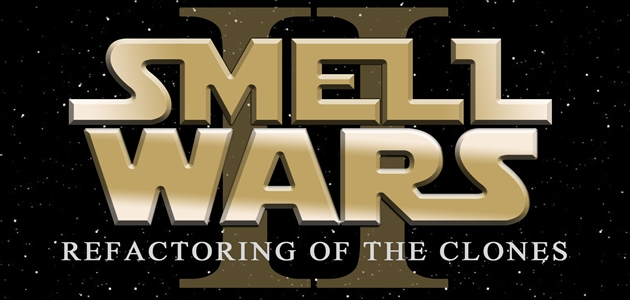 II
SMELL
WARS
REFACTORING OF THE CLONES